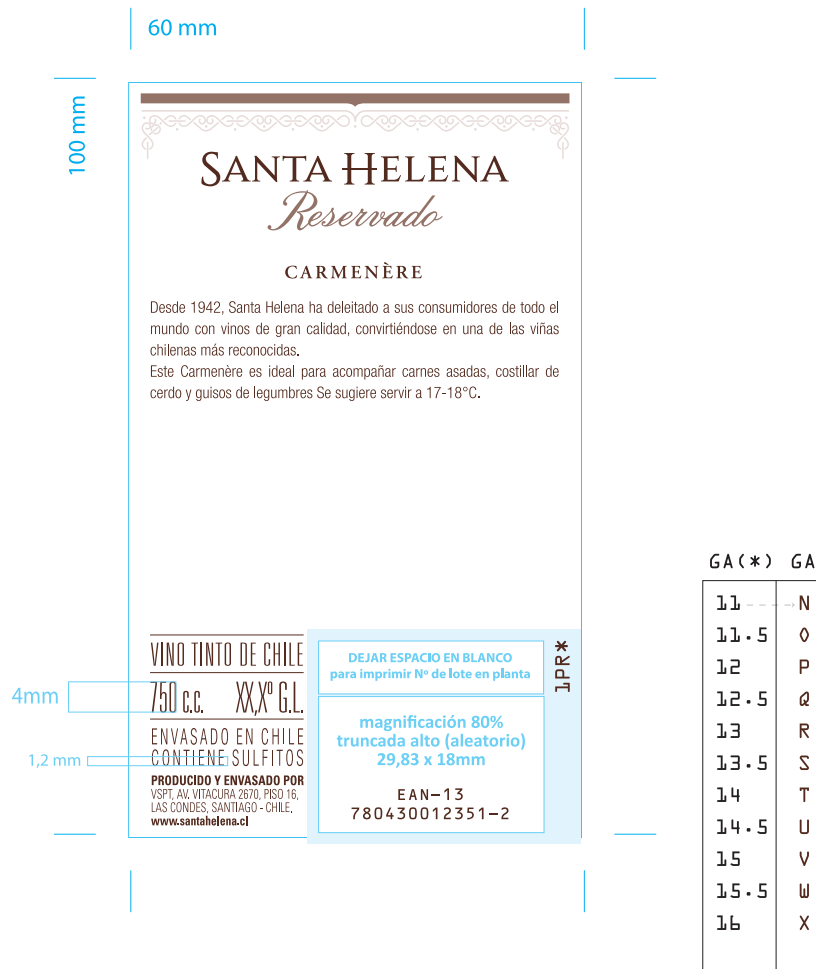 60 mm
100 mm
SANTA HELENA
Reservado
CARMENÈRE
Desde 1942, Santa Helena ha deleitado a sus consumidores de todo el
mundo con vinos de gran calidad, convirtiéndose en una de las viñas
chilenas más reconocidas.
Este Carmenère es ideal para acompañar carnes asadas, costillar de
cerdo y guisos de legumbres Se sugiere servir a 17-18°C.
VINO TINTO DE CHILE
4mm
750 c.c. XX,Xº G.L.
ENVASADO EN CHILE
1,2 mm
CONTIENE SULFITOS
PRODUCIDO Y ENVASADO POR
VSPT, AV. VITACURA 2670, PISO 16,
LAS CONDES, SANTIAGO - CHILE.
www.santahelena.cl
DEJAR ESPACIO EN BLANCO
para imprimir Nº de lote en planta
1PR*
magnificación 80%
truncada alto (aleatorio)
29,83 x 18mm
EAN-13
780430012351-2
GA(*) GA
11 N
11.5 O
12 P
12.5 Q
13 R
13.5 S
14 T
14.5 U
15 V
15.5 W
16 X